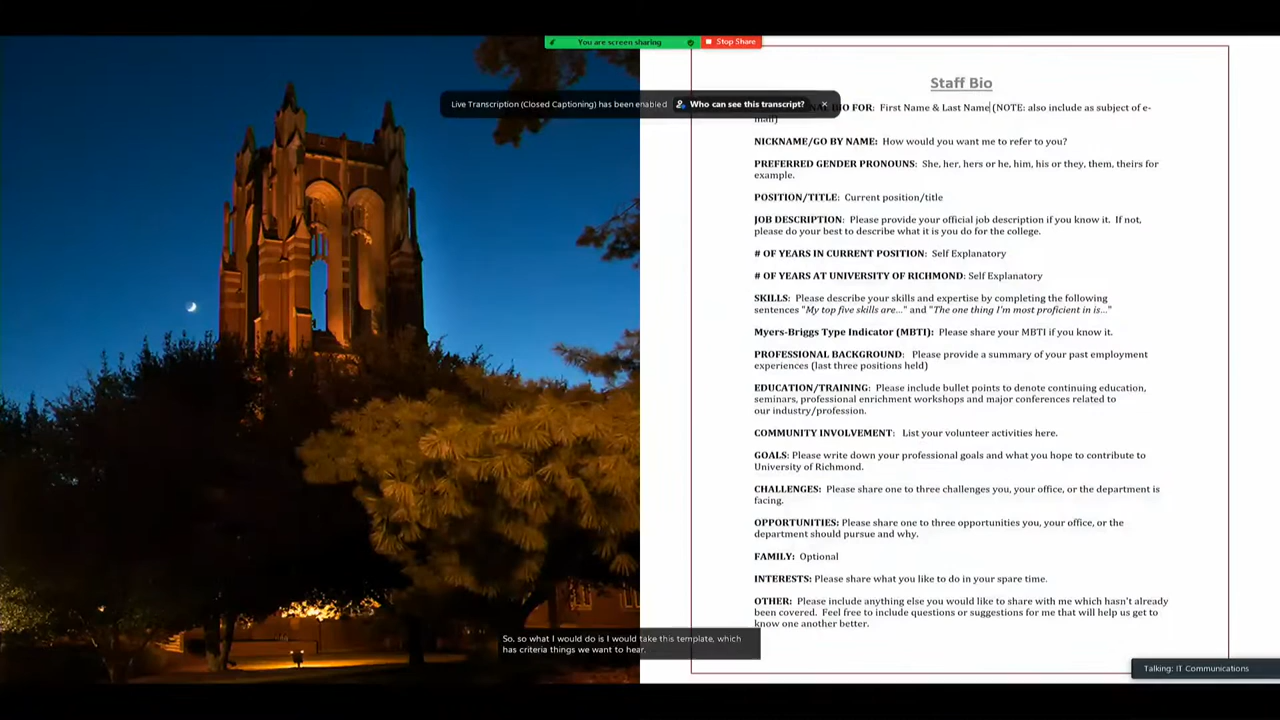 You are screen sharing
Stop Share
Live Transcription (Closed Captioning) has been enabled
Who can see this transcript?
Staff Bio
BIO FOR: First Name & Last Name (NOTE: also include as subject of e-
mail)
NICKNAME/GO BY NAME: How would you want me to refer to you?
PREFERRED GENDER PRONOUNS: She, her, hers or he, him, his or they, them, theirs for
example.
POSITION/TITLE: Current position/title
JOB DESCRIPTION: Please provide your official job description if you know it. If not,
please do your best to describe what it is you do for the college.
# OF YEARS IN CURRENT POSITION: Self Explanatory
# OF YEARS AT UNIVERSITY OF RICHMOND: Self Explanatory
SKILLS: Please describe your skills and expertise by completing the following
sentences "My top five skills are..." and "The one thing I'm most proficient in is..."
Myers-Briggs Type Indicator (MBTI): Please share your MBTI if you know it.
PROFESSIONAL BACKGROUND: Please provide a summary of your past employment
experiences (last three positions held)
EDUCATION/TRAINING: Please include bullet points to denote continuing education,
seminars, professional enrichment workshops and major conferences related to
our industry/profession.
COMMUNITY INVOLVEMENT: List your volunteer activities here.
GOALS: Please write down your professional goals and what you hope to contribute to
University of Richmond.
CHALLENGES: Please share one to three challenges you, your office, or the department is
facing.
OPPORTUNITIES: Please share one to three opportunities you, your office, or the
department should pursue and why.
FAMILY: Optional
INTERESTS: Please share what you like to do in your spare time.
OTHER: Please include anything else you would like to share with me which hasn't already
been covered. Feel free to include questions or suggestions for me that will help us get to
know one another better.
So, so what I would do is I would take this template, which
has criteria things we want to hear,
Talking: IT Communications